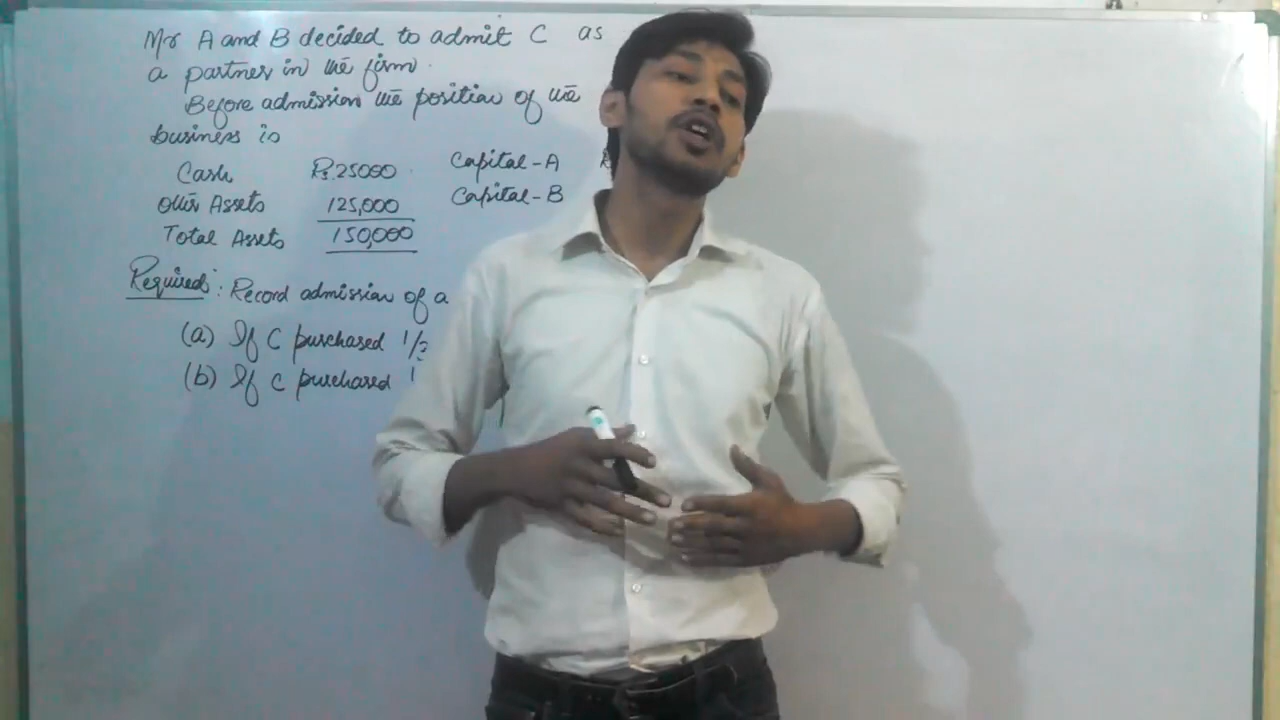 Mr A and B decided to admit C as
a partner in the firm.
Before admission the position of the
business is
Cash Rs.25000 Capital-A
Other Assets 125,000 Capital-B
Total Assets 150,000
Required: Record admission of a
(a) If C purchased
(b) If C purchased